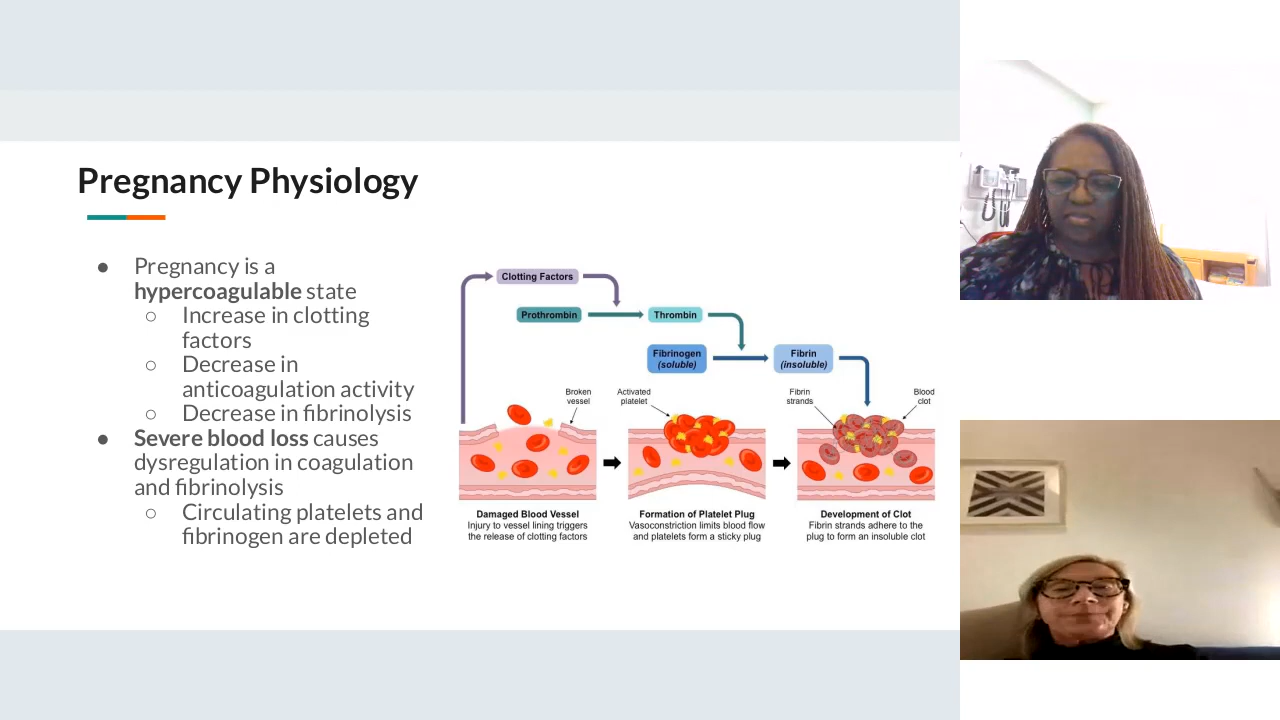 Pregnancy Physiology
● Pregnancy is a
hypercoagulable state
○ Increase in clotting
factors
○ Decrease in
anticoagulation activity
○ Decrease in fibrinolysis
● Severe blood loss causes
dysregulation in coagulation
and fibrinolysis
○ Circulating platelets and
fibrinogen are depleted
Clotting Factors
Prothrombin
Thrombin
Fibrinogen
(soluble)
Fibrin
(insoluble)
Broken
vessel
Activated
platelet
Fibrin
strands
Blood
clot
Damaged Blood Vessel
Injury to vessel lining triggers
the release of clotting factors
Formation of Platelet Plug
Vasoconstriction limits blood flow
and platelets form a sticky plug
Development of Clot
Fibrin strands adhere to the
plug to form an insoluble clot